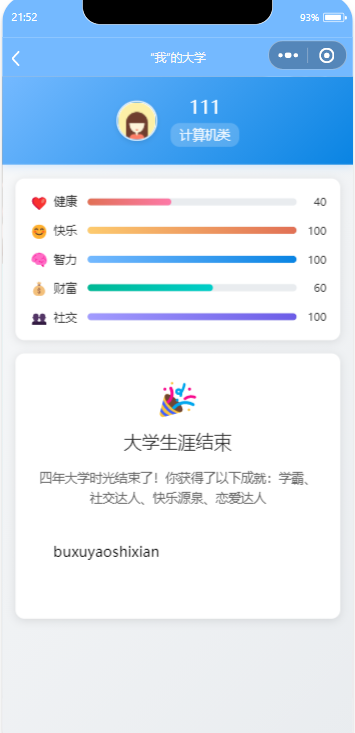 21:52
93%
"我"的大学
111
计算机类
健康 40
快乐 100
智力 100
财富 60
社交 100
大学生涯结束
四年大学时光结束了！你获得了以下成就：学霸、
社交达人、快乐源泉、恋爱达人
buxuyaoshixian